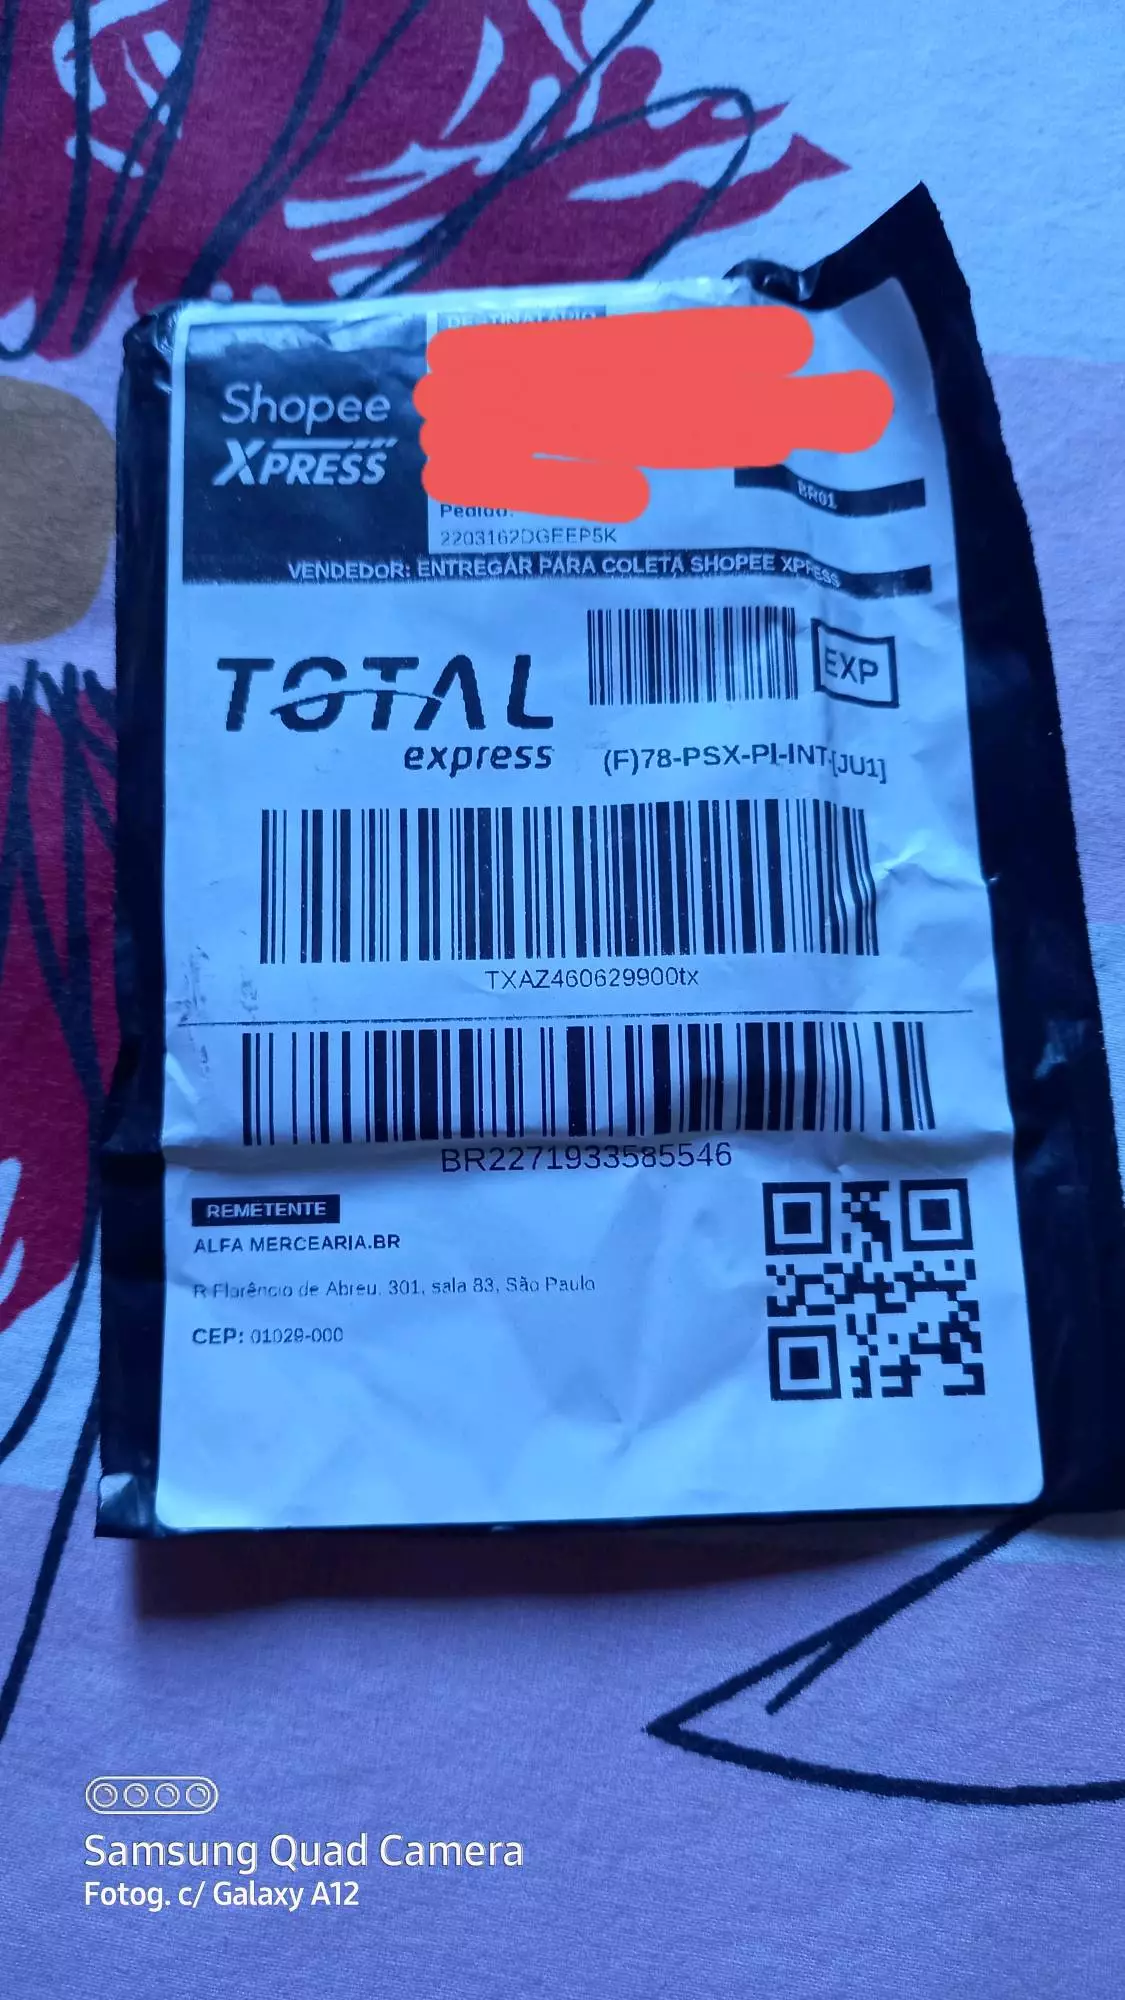 Shopee
XPRESS
DESTINATÁRIO
BR01
Pedido:
2203162DGEEP5K
VENDEDOR: ENTREGAR PARA COLETA SHOPEE XPRESS
TOTAL
express
EXP
(F)78-PSX-PI-INT-[JU1]
TXAZ460629900tx
BR2271933585546
REMETENTE
ALFA MERCEARIA.BR
R Florêncio de Abreu, 301, sala 83, São Paulo
CEP: 01029-000
Samsung Quad Camera
Fotog. c/ Galaxy A12